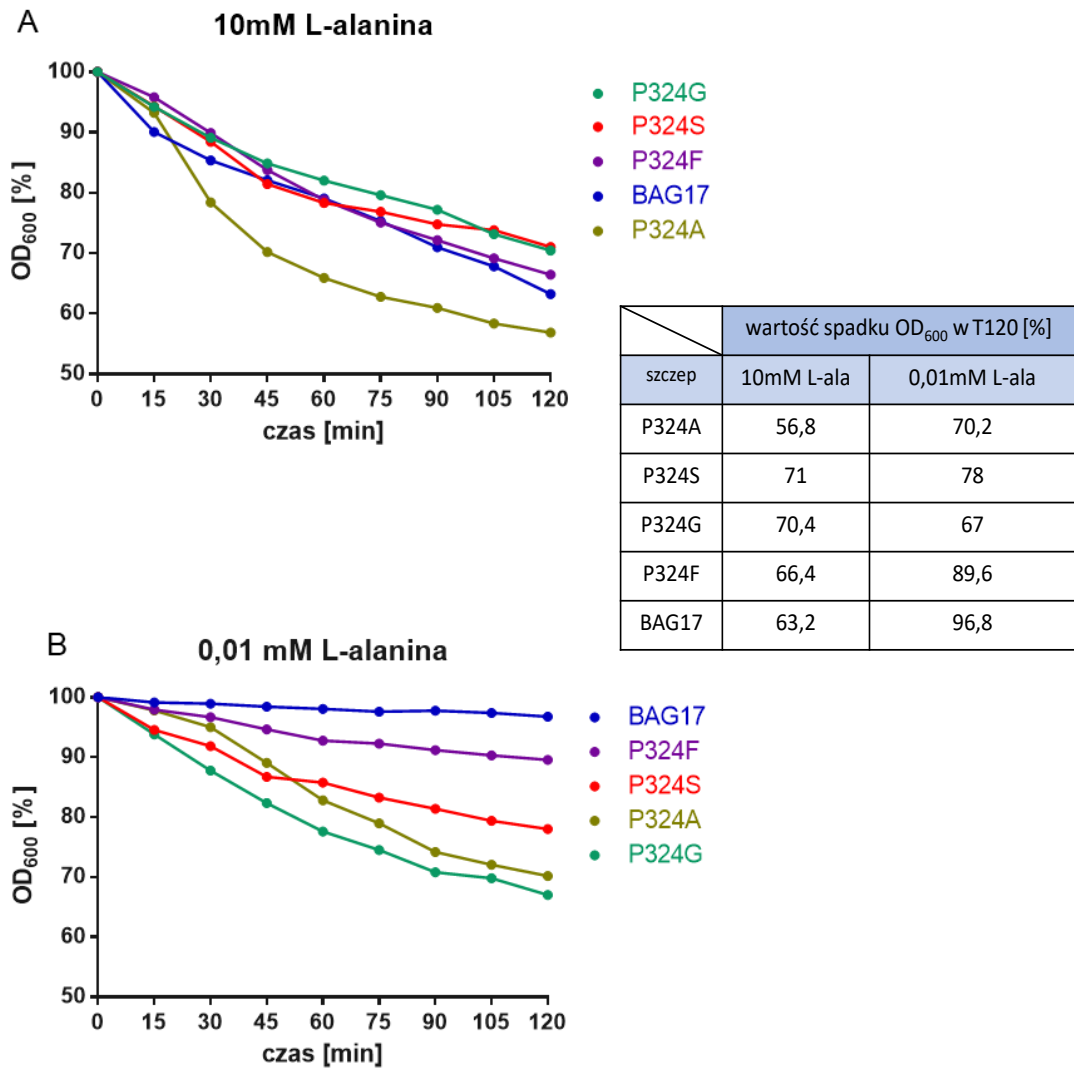 A
10mM L-alanina
OD600 [%]
100
90
80
70
60
50
0 15 30 45 60 75 90 105 120
czas [min]
P324G
P324S
P324F
BAG17
P324A
wartość spadku OD600 w T120 [%]
szczep 10mM L-ala 0,01mM L-ala
P324A 56,8 70,2
P324S 71 78
P324G 70,4 67
P324F 66,4 89,6
BAG17 63,2 96,8
B
0,01 mM L-alanina
OD600 [%]
100
90
80
70
60
50
0 15 30 45 60 75 90 105 120
czas [min]
BAG17
P324F
P324S
P324A
P324G